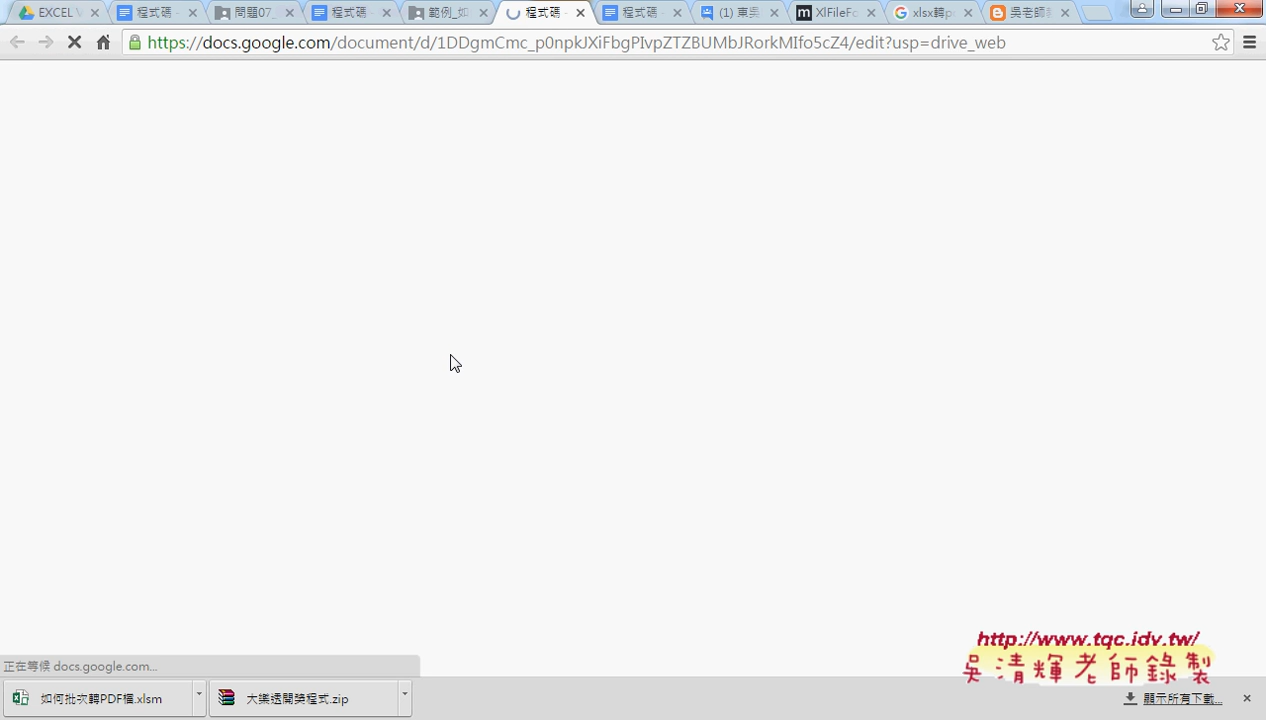 EXCEL V
程式碼 -
問題07_
程式碼 -
範例_如
程式碼 -
程式碼 -
(1) 東吳
XlFileFo
xlsx轉p
吳老師
https://docs.google.com/document/d/1DDgmCmc_p0npkJXiFbgPIvpZTZBUMbJRorkMIfo5cZ4/edit?usp=drive_web
http://www.tqc.idv.tw/
吳清輝老師錄製
正在等候 docs.google.com...
如何批次轉PDF檔.xlsm
大樂透開獎程式.zip
顯示所有下載...